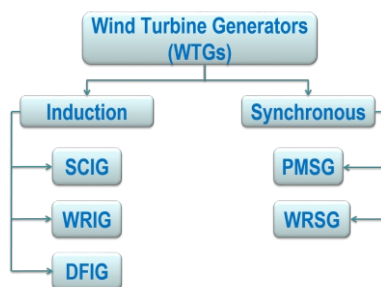 Wind Turbine Generators
(WTGs)
Induction
Synchronous
SCIG
PMSG
WRIG
WRSG
DFIG